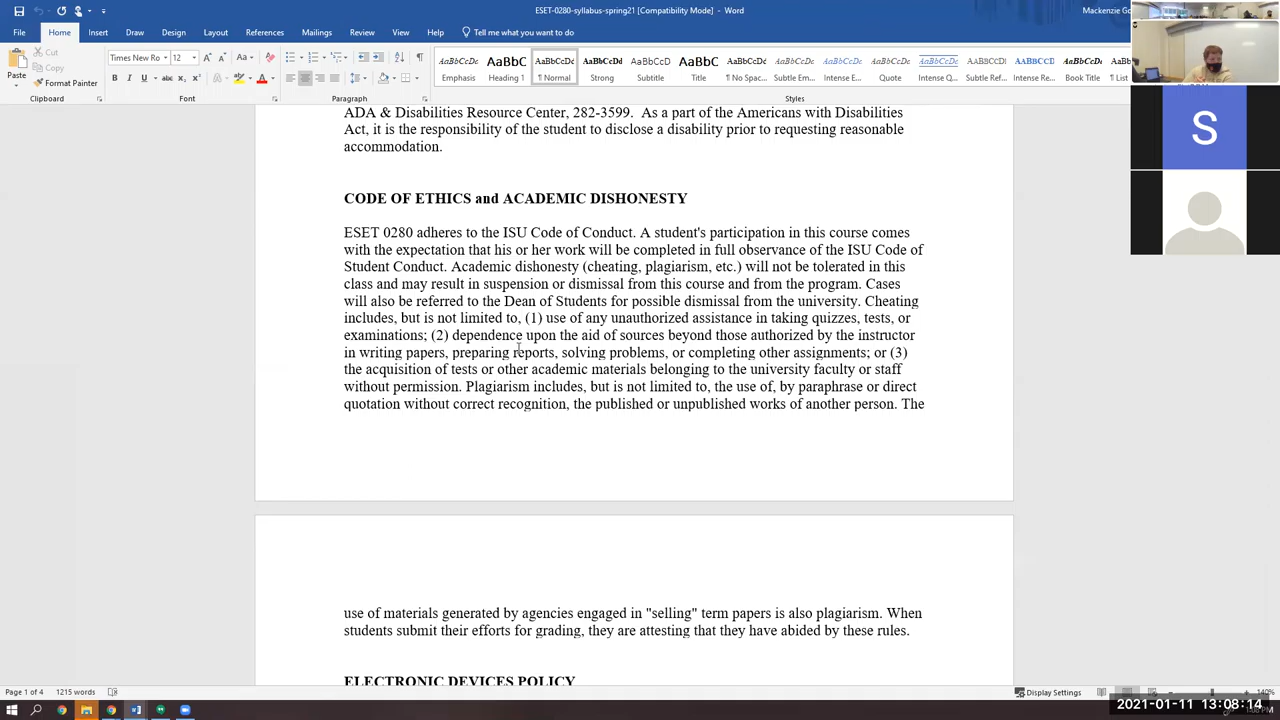 ESET-0280-syllabus-spring21 [Compatibility Mode] - Word
Mackenzie Go
File Home Insert Draw Design Layout References Mailings Review View Help Tell me what you want to do
Cut
Copy
Paste
Format Painter
Times New Ro 12
Emphasis Heading 1 ¶ Normal Strong Subtitle Title ¶ No Spac... Subtle Em... Intense E... Quote Intense Q... Subtle Ref... Intense Re... Book Title ¶ List
Clipboard Font Paragraph Styles
ADA & Disabilities Resource Center, 282-3599. As a part of the Americans with Disabilities
Act, it is the responsibility of the student to disclose a disability prior to requesting reasonable
accommodation.
CODE OF ETHICS and ACADEMIC DISHONESTY
ESET 0280 adheres to the ISU Code of Conduct. A student's participation in this course comes
with the expectation that his or her work will be completed in full observance of the ISU Code of
Student Conduct. Academic dishonesty (cheating, plagiarism, etc.) will not be tolerated in this
class and may result in suspension or dismissal from this course and from the program. Cases
will also be referred to the Dean of Students for possible dismissal from the university. Cheating
includes, but is not limited to, (1) use of any unauthorized assistance in taking quizzes, tests, or
examinations; (2) dependence upon the aid of sources beyond those authorized by the instructor
in writing papers, preparing reports, solving problems, or completing other assignments; or (3)
the acquisition of tests or other academic materials belonging to the university faculty or staff
without permission. Plagiarism includes, but is not limited to, the use of, by paraphrase or direct
quotation without correct recognition, the published or unpublished works of another person. The
use of materials generated by agencies engaged in "selling" term papers is also plagiarism. When
students submit their efforts for grading, they are attesting that they have abided by these rules.
ELECTRONIC DEVICES POLICY
S
Page 1 of 4 1215 words
Display Settings
140%
2021-01-11 13:08:14